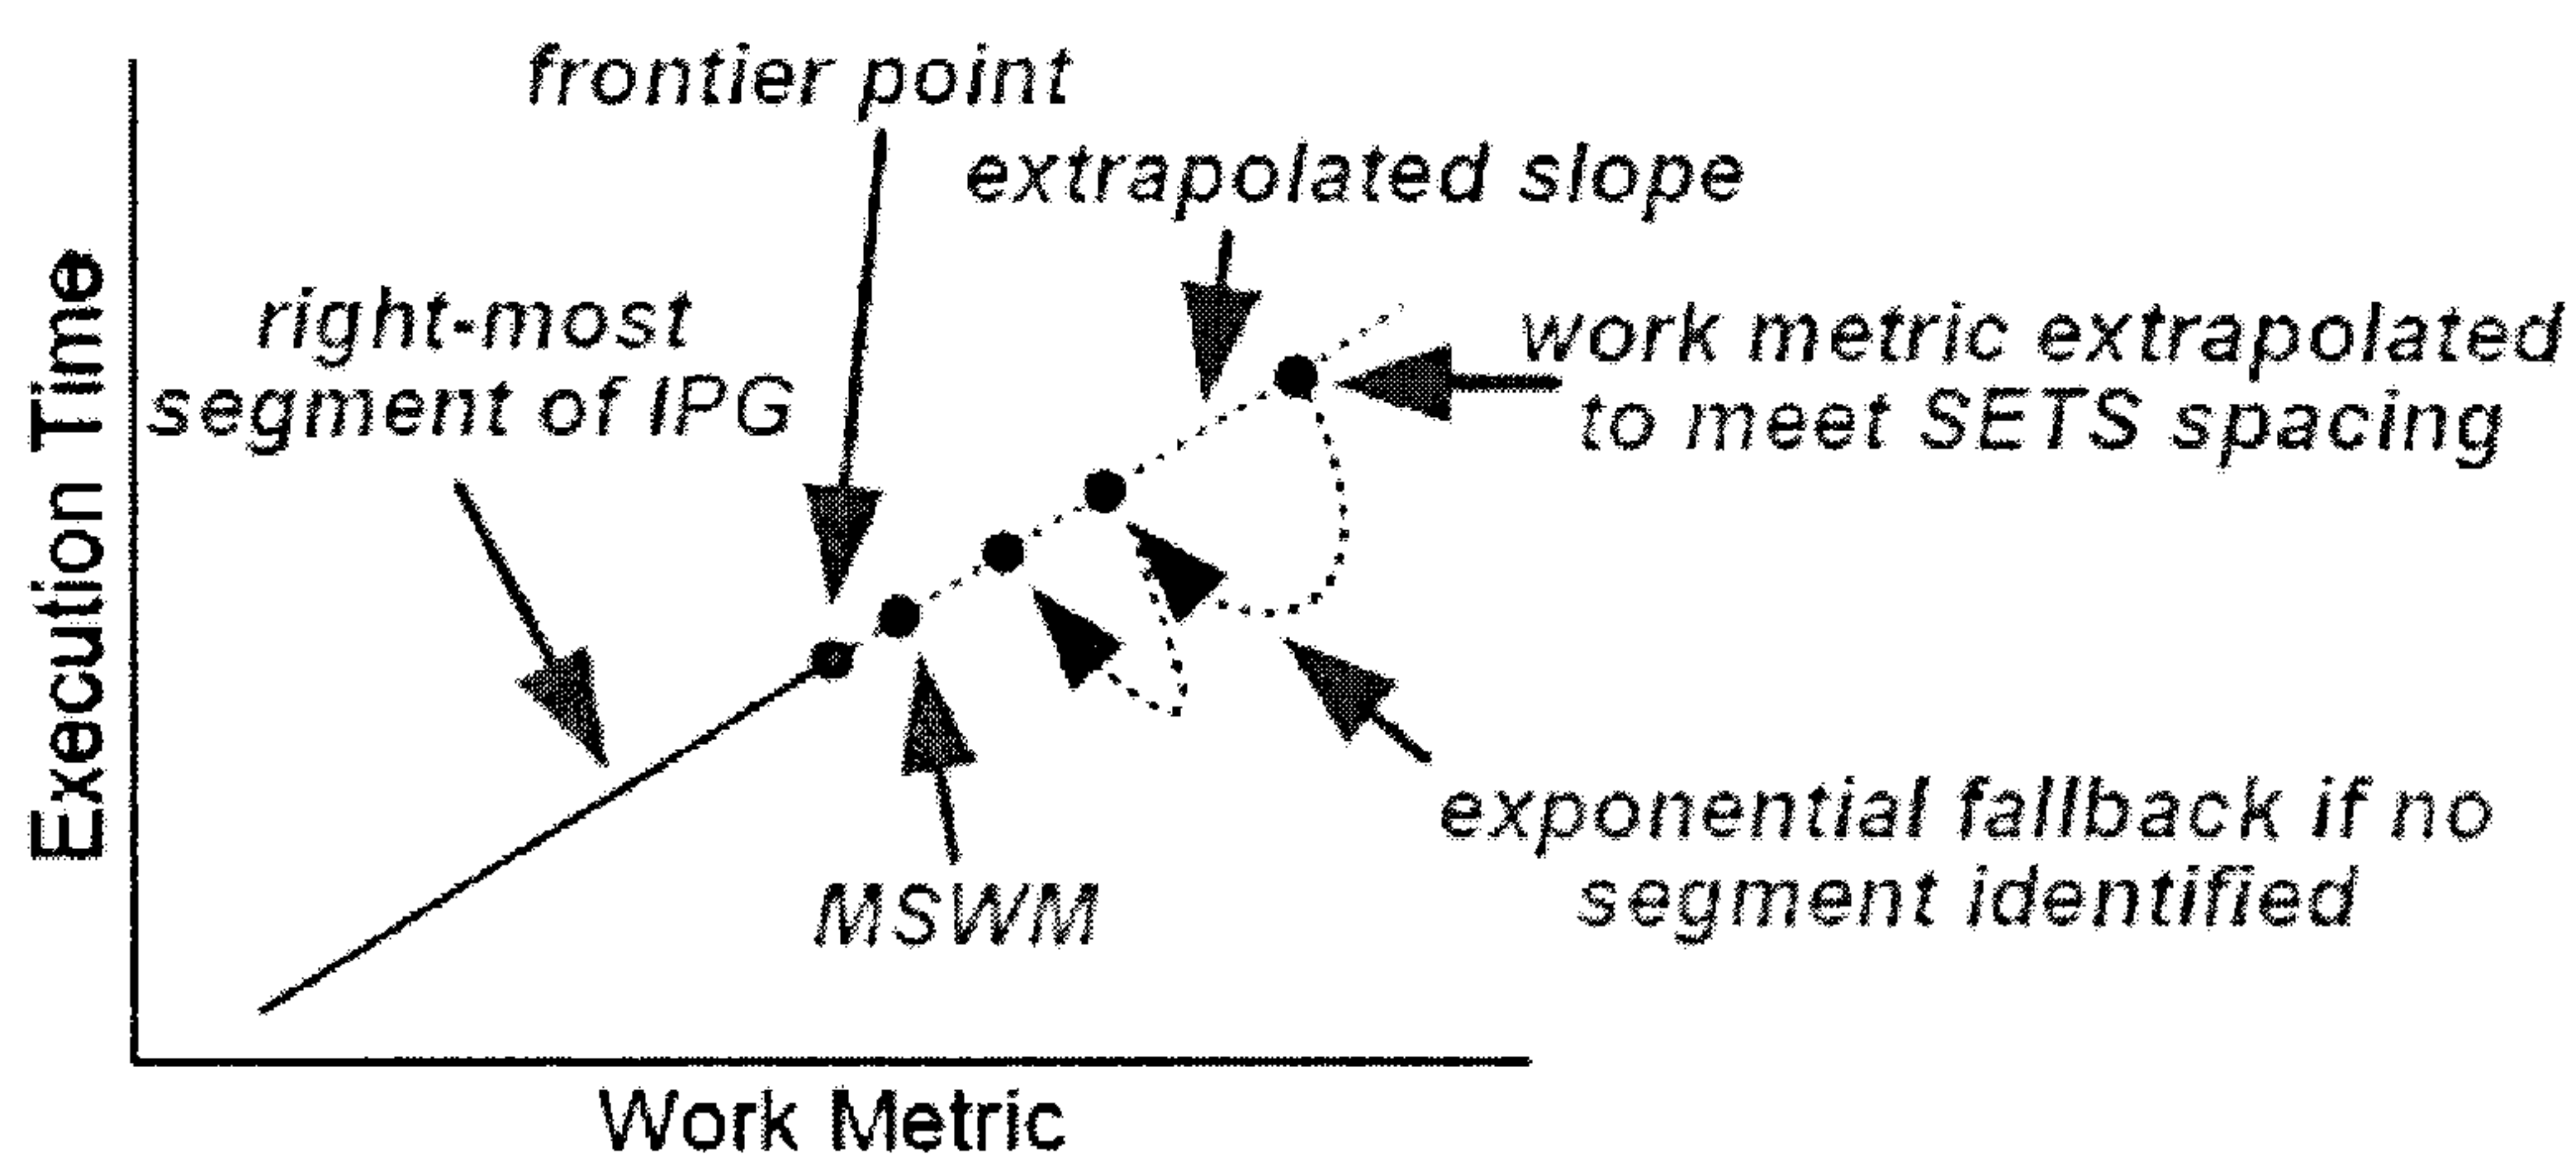 frontier point
extrapolated slope
right-most
segment of IPG
work metric extrapolated
to meet SETS spacing
Execution Time
MSWM
exponential fallback if no
segment identified
Work Metric